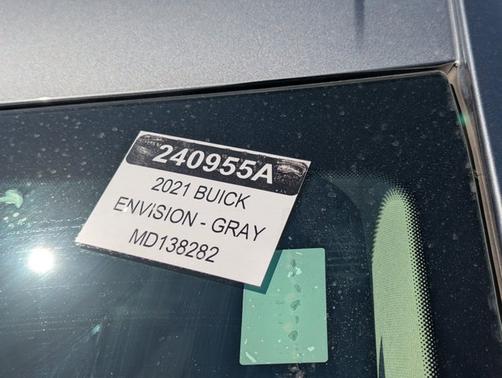 240955A
2021 BUICK
ENVISION - GRAY
MD138282